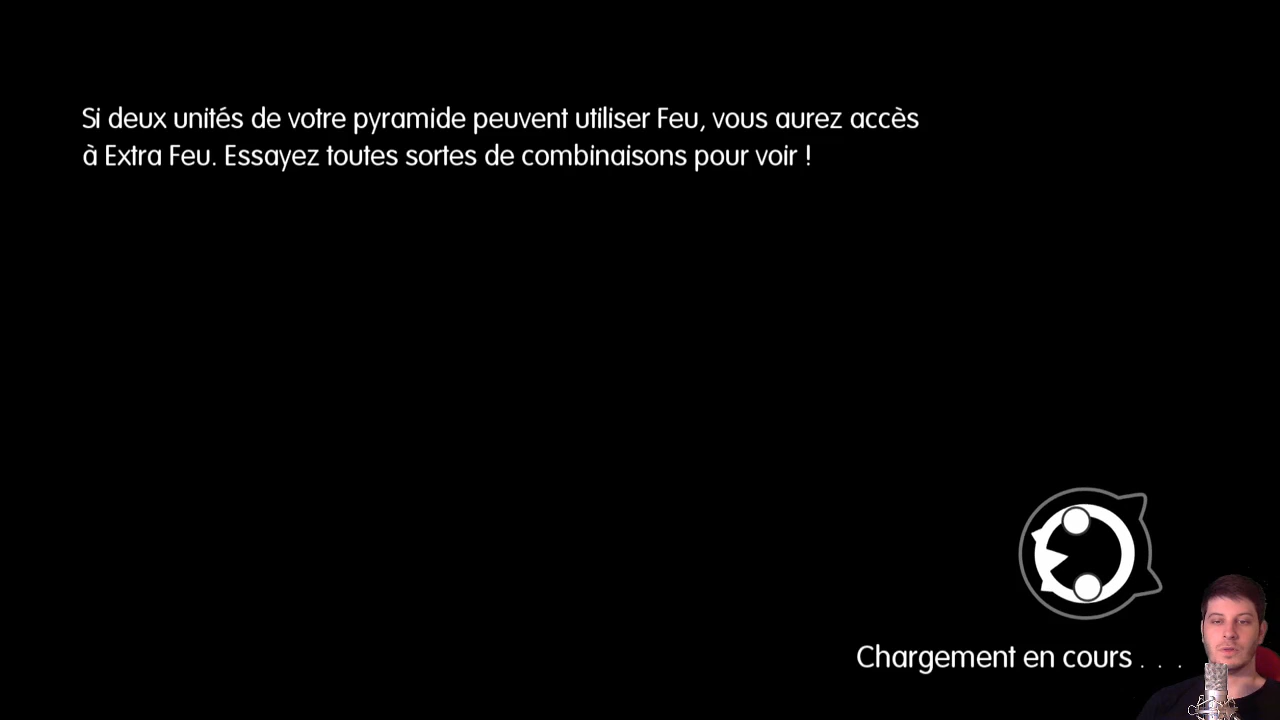 Si deux unités de votre pyramide peuvent utiliser Feu, vous aurez accès
à Extra Feu. Essayez toutes sortes de combinaisons pour voir !
Chargement en cours . . .